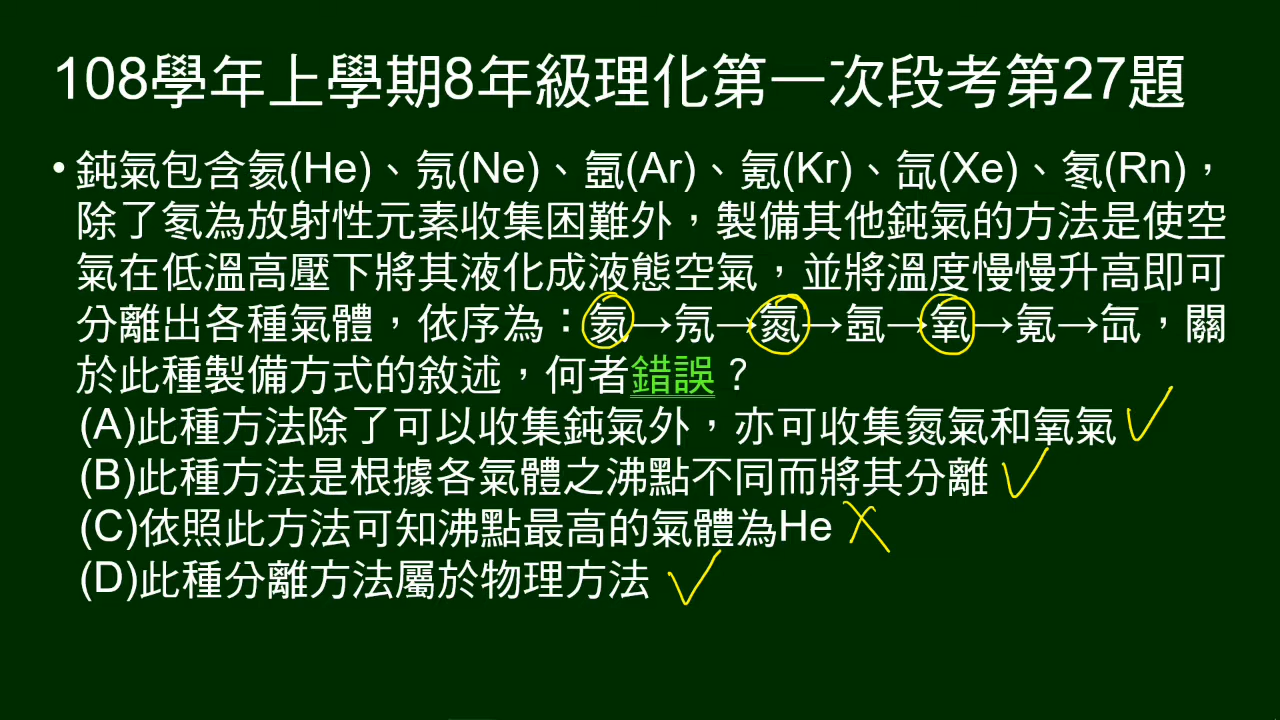 108學年上學期8年級理化第一次段考第27題
• 鈍氣包含氦(He)、氖(Ne)、氬(Ar)、氪(Kr)、氙(Xe)、氡(Rn)，
除了氡為放射性元素收集困難外，製備其他鈍氣的方法是使空
氣在低溫高壓下將其液化成液態空氣，並將溫度慢慢升高即可
分離出各種氣體，依序為：氦→氖→氮→氬→氧→氪→氙，關
於此種製備方式的敘述，何者錯誤？
(A)此種方法除了可以收集鈍氣外，亦可收集氮氣和氧氣
(B)此種方法是根據各氣體之沸點不同而將其分離
(C)依照此方法可知沸點最高的氣體為He
(D)此種分離方法屬於物理方法